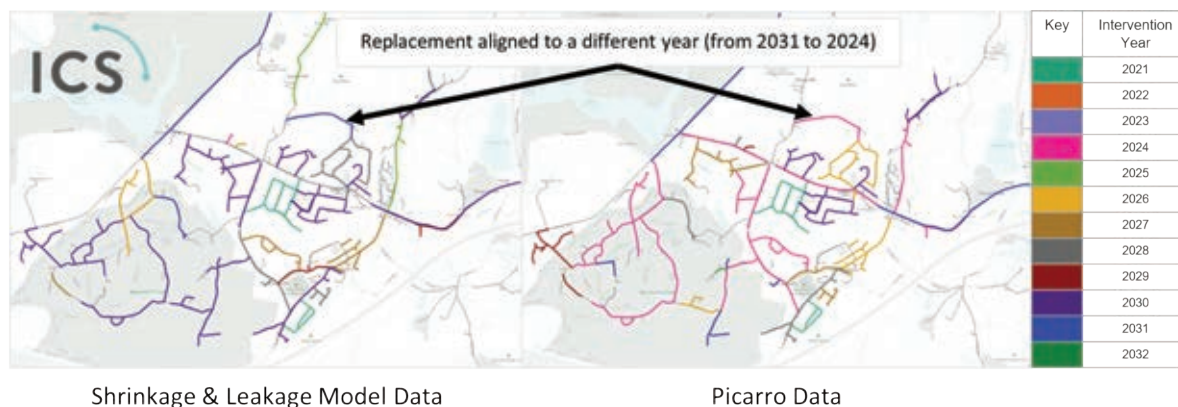 ICS
Replacement aligned to a different year (from 2031 to 2024)
Key Intervention Year
2021
2022
2023
2024
2025
2026
2027
2028
2029
2030
2031
2032
Shrinkage & Leakage Model Data
Picarro Data